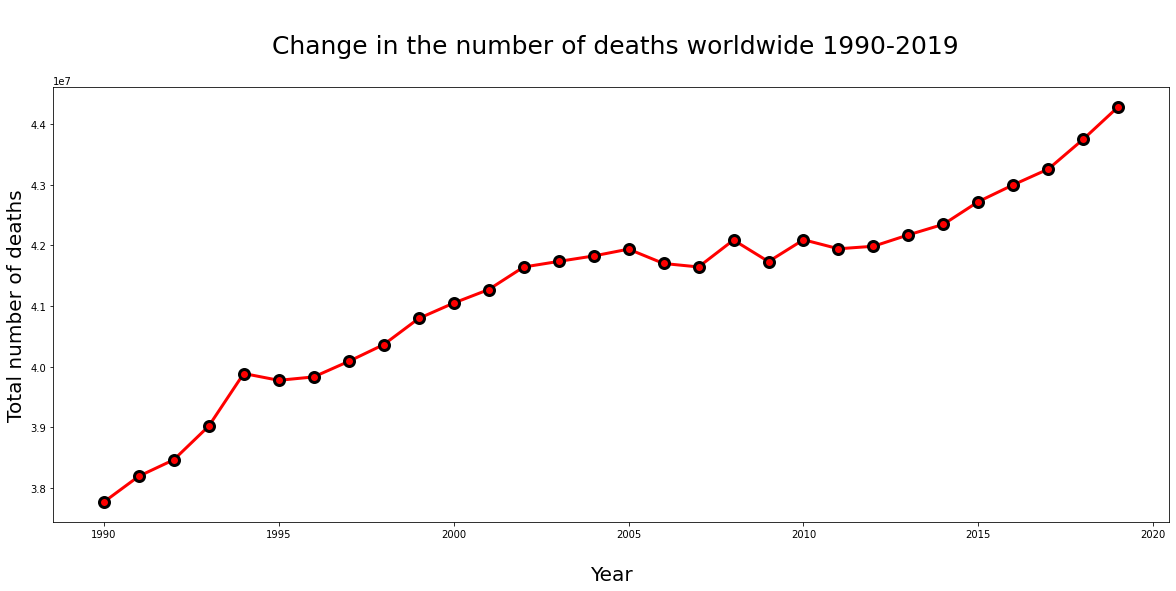 Change in the number of deaths worldwide 1990-2019
1e7
4.4
4.3
4.2
4.1
4.0
3.9
3.8
Total number of deaths
1990 1995 2000 2005 2010 2015 2020
Year